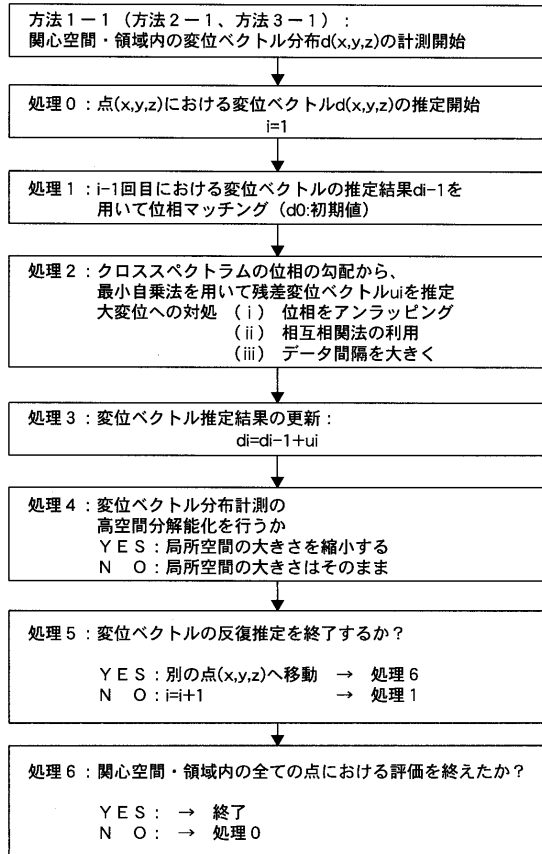 方法1－1（方法2－1、方法3－1）：
関心空間・領域内の変位ベクトル分布d(x,y,z)の計測開始
処理0：点(x,y,z)における変位ベクトルd(x,y,z)の推定開始
i=1
処理1：i-1回目における変位ベクトルの推定結果di-1を
用いて位相マッチング（d0:初期値）
処理2：クロススペクトラムの位相の勾配から、
最小自乗法を用いて残差変位ベクトルuiを推定
大変位への対処 （ⅰ） 位相をアンラッピング
（ⅱ） 相互相関法の利用
（ⅲ） データ間隔を大きく
処理3：変位ベクトル推定結果の更新：
di=di-1+ui
処理4：変位ベクトル分布計測の
高空間分解能化を行うか
YES：局所空間の大きさを縮小する
N O：局所空間の大きさはそのまま
処理5：変位ベクトルの反復推定を終了するか？
YES：別の点(x,y,z)へ移動 → 処理6
N O：i=i+1 → 処理1
処理6：関心空間・領域内の全ての点における評価を終えたか？
YES： → 終了
N O： → 処理0